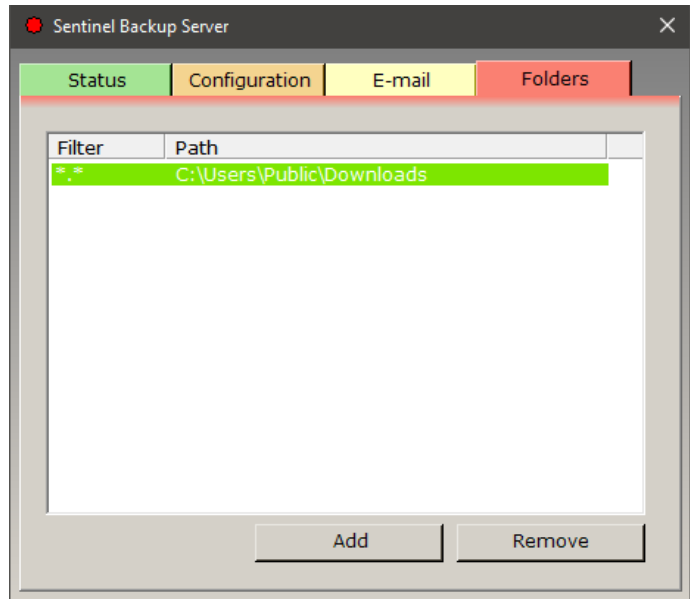 Sentinel Backup Server
Status Configuration E-mail Folders
Filter Path
*.* C:\Users\Public\Downloads
Add Remove